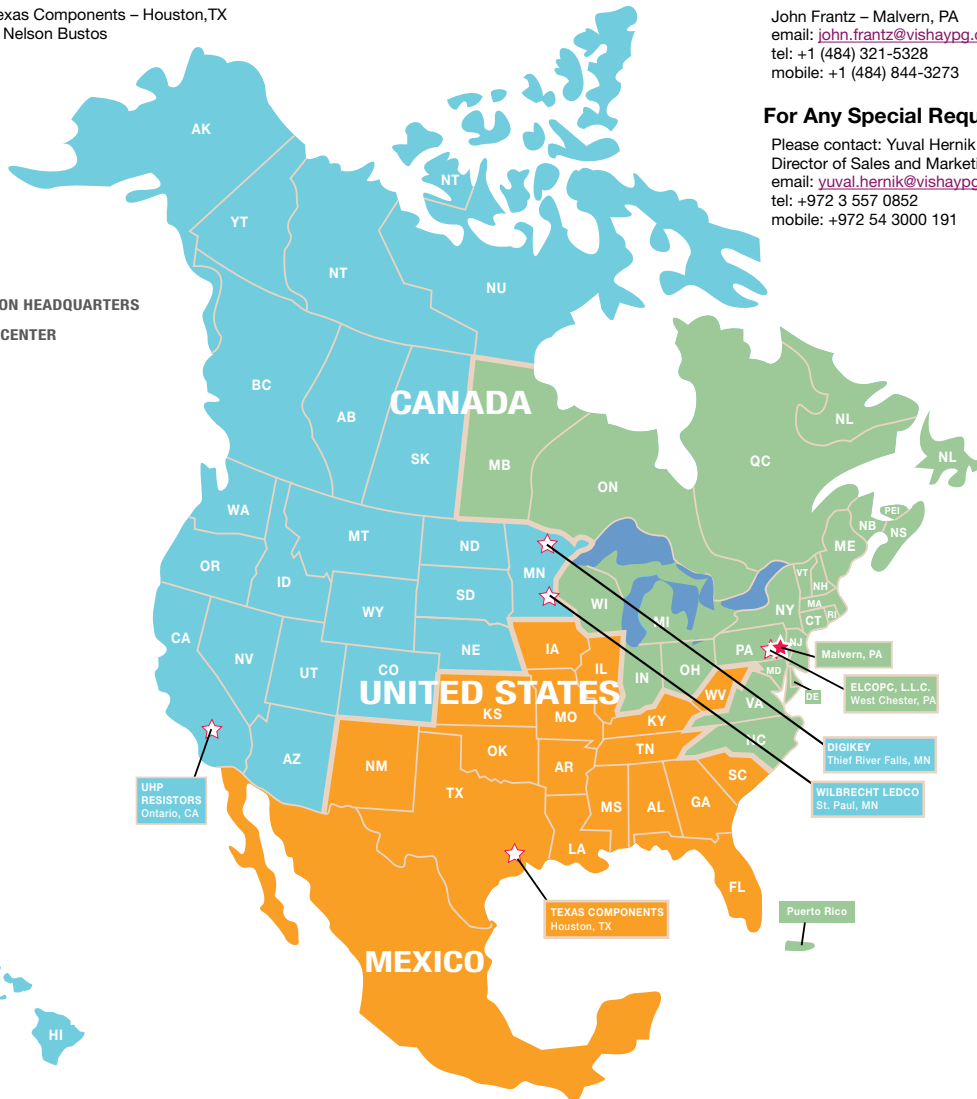 exas Components – Houston,TX
Nelson Bustos
John Frantz – Malvern, PA
email: john.frantz@vishaypg.c
tel: +1 (484) 321-5328
mobile: +1 (484) 844-3273
For Any Special Requ
Please contact: Yuval Hernik
Director of Sales and Marketi
email: yuval.hernik@vishaypg
tel: +972 3 557 0852
mobile: +972 54 3000 191
ON HEADQUARTERS
CENTER
AK
YT
NT
NT
NU
BC
AB
SK
CANADA
MB
ON
QC
NL
NL
PEI
NB
NS
ME
WA
OR
ID
MT
ND
MN
SD
WY
WI
MI
VT
NH
MA
RI
CT
NY
CA
NV
UT
CO
NE
IA
IL
IN
OH
PA
NJ
MD
DE
WV
VA
UNITED STATES
KS
MO
KY
NC
TN
AZ
NM
OK
TX
AR
SC
MS
AL
GA
LA
FL
Malvern, PA
ELCOPC, L.L.C.
West Chester, PA
DIGIKEY
Thief River Falls, MN
WILBRECHT LEDCO
St. Paul, MN
UHP
RESISTORS
Ontario, CA
TEXAS COMPONENTS
Houston, TX
Puerto Rico
MEXICO
HI